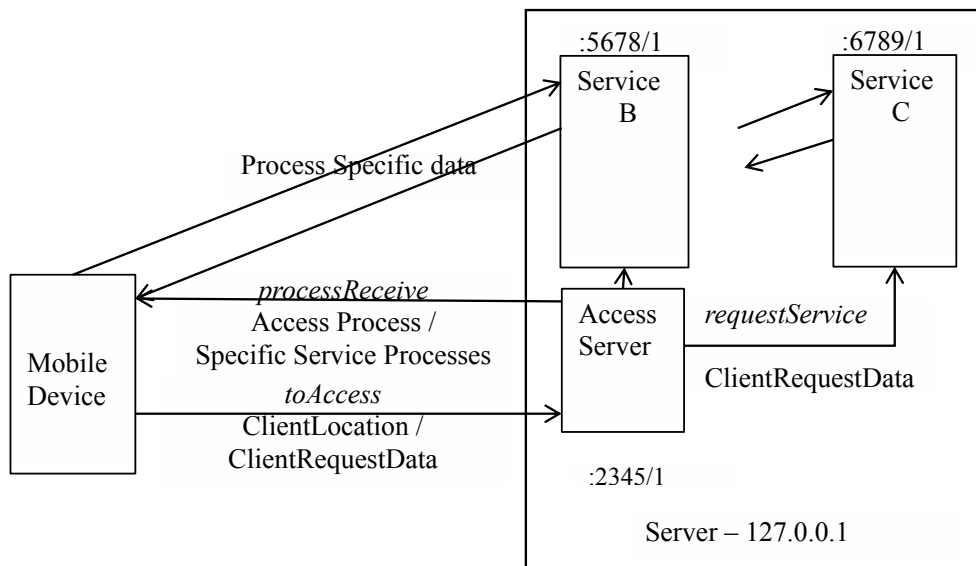 :5678/1
:6789/1
Service
B
Service
C
Process Specific data
processReceive
Access Process /
Specific Service Processes
Access
Server
requestService
Mobile
Device
ClientRequestData
toAccess
ClientLocation /
ClientRequestData
:2345/1
Server – 127.0.0.1